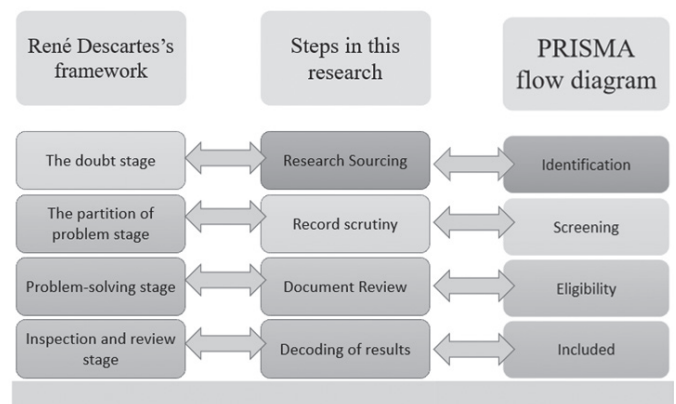 René Descartes's
framework
Steps in this
research
PRISMA
flow diagram
The doubt stage
Research Sourcing
Identification
The partition of
problem stage
Record scrutiny
Screening
Problem-solving stage
Document Review
Eligibility
Inspection and review
stage
Decoding of results
Included